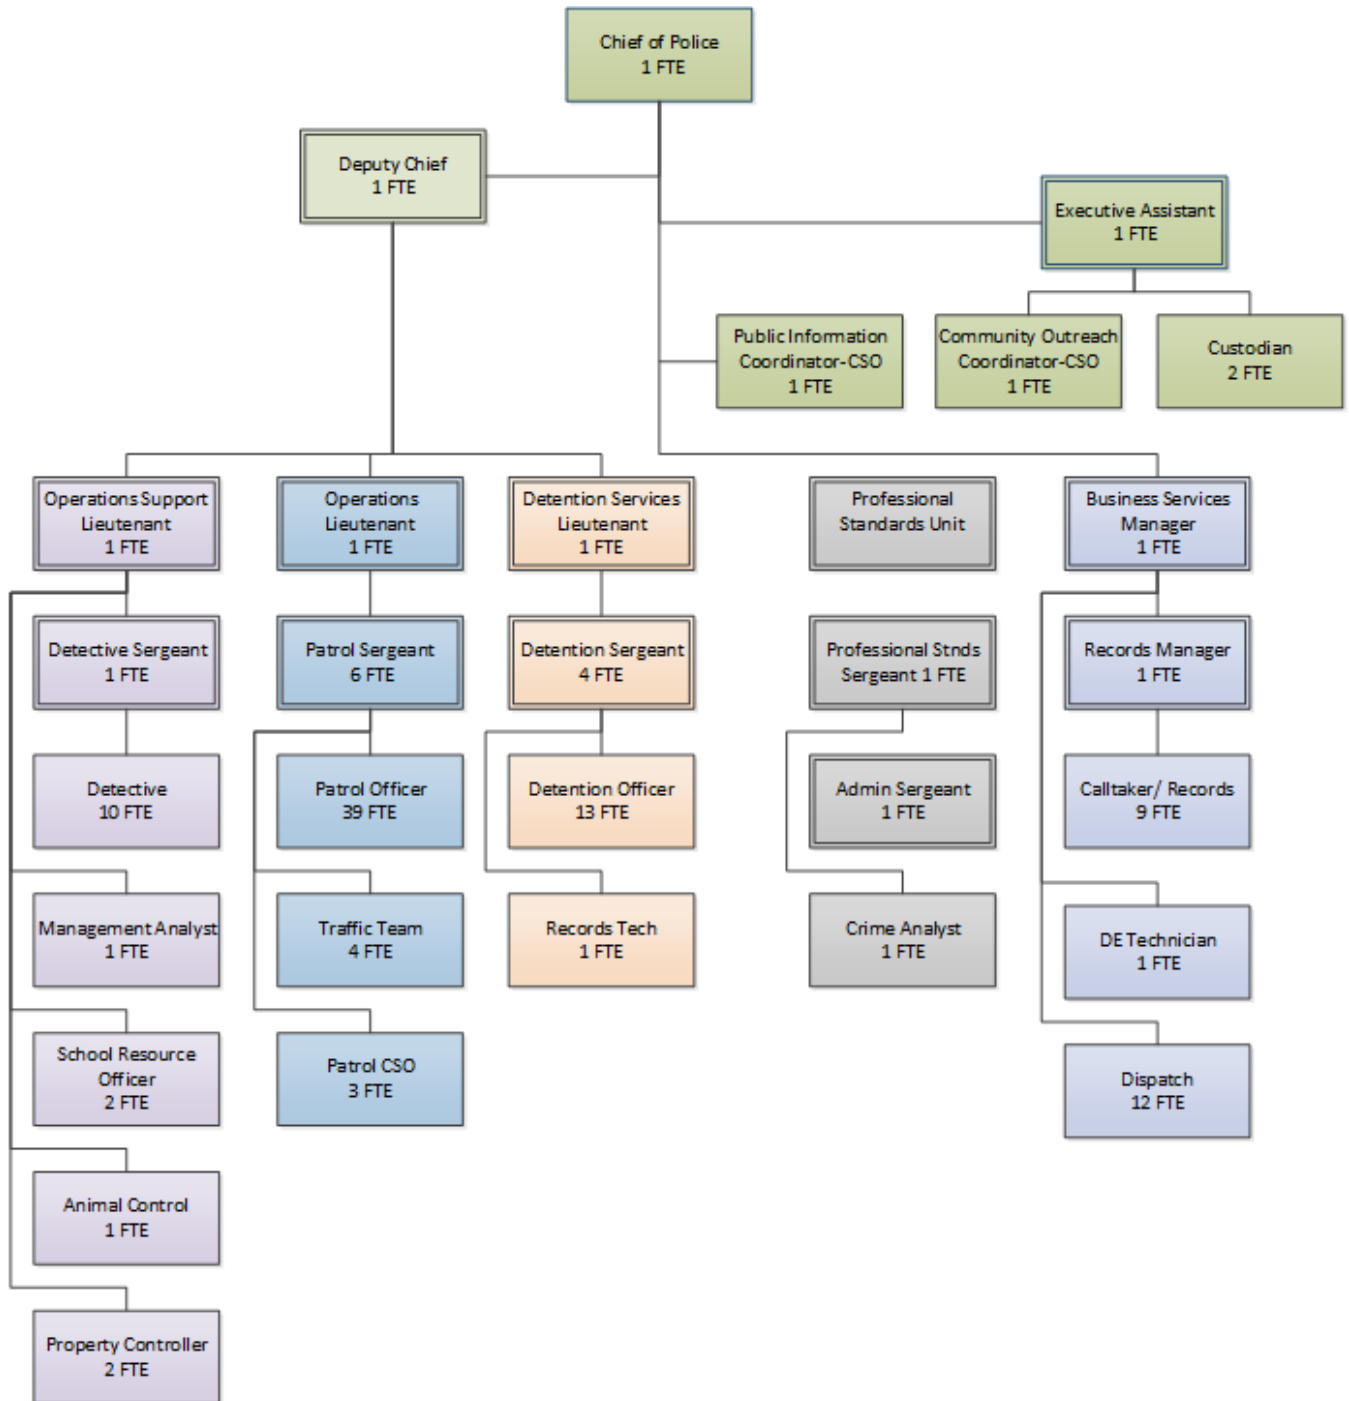 Chief of Police
1 FTE
Deputy Chief
1 FTE
Executive Assistant
1 FTE
Public Information
Coordinator-CSO
1 FTE
Community Outreach
Coordinator-CSO
1 FTE
Custodian
2 FTE
Operations Support
Lieutenant
1 FTE
Operations
Lieutenant
1 FTE
Detention Services
Lieutenant
1 FTE
Professional
Standards Unit
Business Services
Manager
1 FTE
Detective Sergeant
1 FTE
Patrol Sergeant
6 FTE
Detention Sergeant
4 FTE
Professional Stnds
Sergeant 1 FTE
Records Manager
1 FTE
Detective
10 FTE
Patrol Officer
39 FTE
Detention Officer
13 FTE
Admin Sergeant
1 FTE
Calltaker/ Records
9 FTE
Management Analyst
1 FTE
Traffic Team
4 FTE
Records Tech
1 FTE
Crime Analyst
1 FTE
DE Technician
1 FTE
School Resource
Officer
2 FTE
Patrol CSO
3 FTE
Dispatch
12 FTE
Animal Control
1 FTE
Property Controller
2 FTE